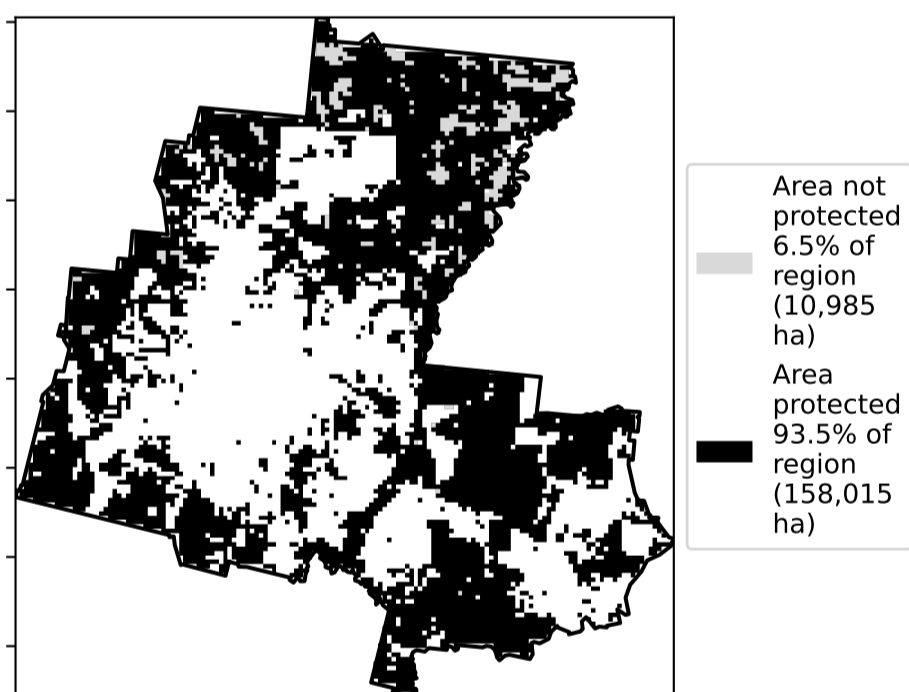 Area not
protected
6.5% of
region
(10,985
ha)
Area
protected
93.5% of
region
(158,015
ha)